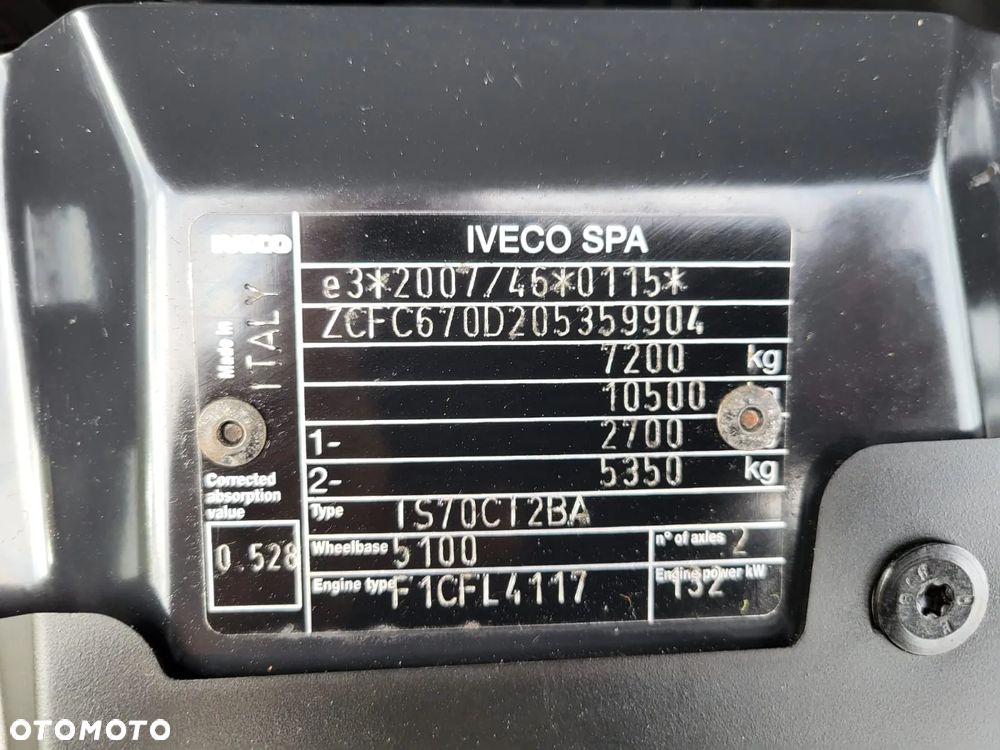 IVECO
IVECO SPA
Made in
ITALY
e3*2007/46*0115*
ZCFC670D205359904
7200 kg
10500
1- 2700
2- 5350 kg
Corrected
absorption
value
0.528
Type IS70CI2BA
Wheelbase 5100
n° of axles 2
Engine type F1CFL4117
Engine power kW 132
OTOMOTO